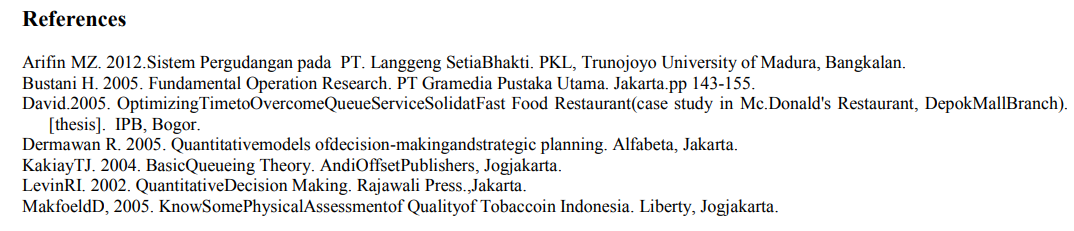 References
Arifin MZ. 2012.Sistem Pergudangan pada PT. Langgeng SetiaBhakti. PKL, Trunojoyo University of Madura, Bangkalan.
Bustani H. 2005. Fundamental Operation Research. PT Gramedia Pustaka Utama. Jakarta.pp 143-155.
David.2005. OptimizingTimetoOvercomeQueueServiceSolidatFast Food Restaurant(case study in Mc.Donald's Restaurant, DepokMallBranch).
[thesis]. IPB, Bogor.
Dermawan R. 2005. Quantitativemodels ofdecision-makingandstrategic planning. Alfabeta, Jakarta.
KakiayTJ. 2004. BasicQueueing Theory. AndiOffsetPublishers, Jogjakarta.
LevinRI. 2002. QuantitativeDecision Making. Rajawali Press.,Jakarta.
MakfoeldD, 2005. KnowSomePhysicalAssessmentof Qualityof Tobaccoin Indonesia. Liberty, Jogjakarta.